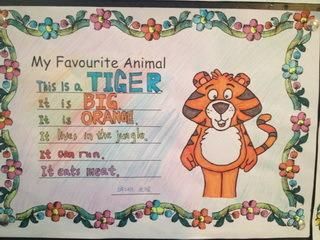 My Favourite Animal
This is a TIGER.
It is BIG.
It is ORANGE.
It lives in the jungle.
It can run.
It eats meat.